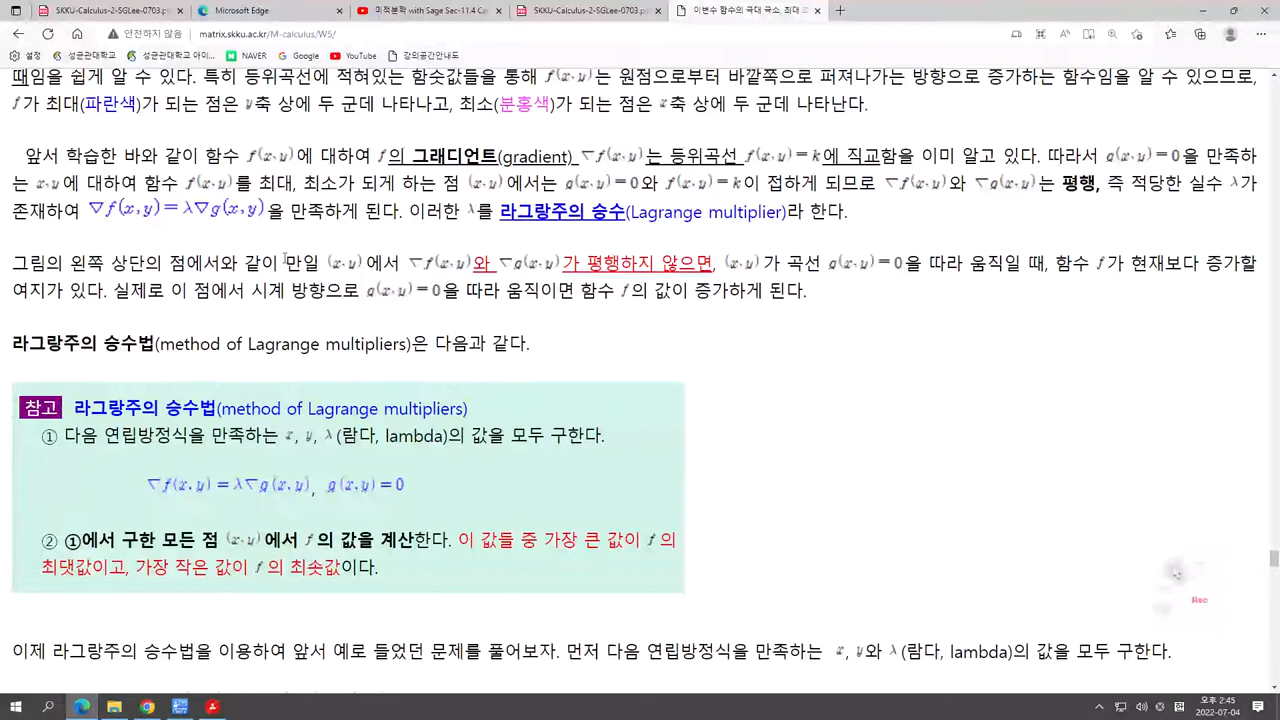 SKKU-Calculus-2-SGLee-0703.p
Microsoft Edge
미적분학 with Sage Sec-11.4 Ca
SKKU-Calculus-2-SGLee-0703.pd
이변수 함수의 극대 극소, 최대 최
안전하지 않음 matrix.skku.ac.kr/M-calculus/W5/
설정 성균관대학교 성균관대학교 아이... NAVER Google YouTube 강의공간안내도
때임을 쉽게 알 수 있다. 특히 등위곡선에 적혀있는 함숫값들을 통해 f(x,y)는 원점으로부터 바깥쪽으로 퍼져나가는 방향으로 증가하는 함수임을 알 수 있으므로,
f가 최대(파란색)가 되는 점은 y축 상에 두 군데 나타나고, 최소(분홍색)가 되는 점은 x축 상에 두 군데 나타난다.
앞서 학습한 바와 같이 함수 f(x,y)에 대하여 f의 그래디언트(gradient) ▽f(x,y)는 등위곡선 f(x,y)=k에 직교함을 이미 알고 있다. 따라서 g(x,y)=0을 만족하
는 x,y에 대하여 함수 f(x,y)를 최대, 최소가 되게 하는 점 (x,y)에서는 g(x,y)=0와 f(x,y)=k이 접하게 되므로 ▽f(x,y)와 ▽g(x,y)는 평행, 즉 적당한 실수 λ가
존재하여 ▽f(x,y)=λ▽g(x,y)을 만족하게 된다. 이러한 λ를 라그랑주의 승수(Lagrange multiplier)라 한다.
그림의 왼쪽 상단의 점에서와 같이 만일 (x,y)에서 ▽f(x,y)와 ▽g(x,y)가 평행하지 않으면, (x,y)가 곡선 g(x,y)=0을 따라 움직일 때, 함수 f가 현재보다 증가할
여지가 있다. 실제로 이 점에서 시계 방향으로 g(x,y)=0을 따라 움직이면 함수 f의 값이 증가하게 된다.
라그랑주의 승수법(method of Lagrange multipliers)은 다음과 같다.
참고 라그랑주의 승수법(method of Lagrange multipliers)
① 다음 연립방정식을 만족하는 x, y, λ(람다, lambda)의 값을 모두 구한다.
▽f(x,y)=λ▽g(x,y), g(x,y)=0
② ①에서 구한 모든 점 (x,y)에서 f의 값을 계산한다. 이 값들 중 가장 큰 값이 f의
최댓값이고, 가장 작은 값이 f의 최솟값이다.
Rec
이제 라그랑주의 승수법을 이용하여 앞서 예로 들었던 문제를 풀어보자. 먼저 다음 연립방정식을 만족하는 x, y와 λ(람다, lambda)의 값을 모두 구한다.
오후 2:45
2022-07-04